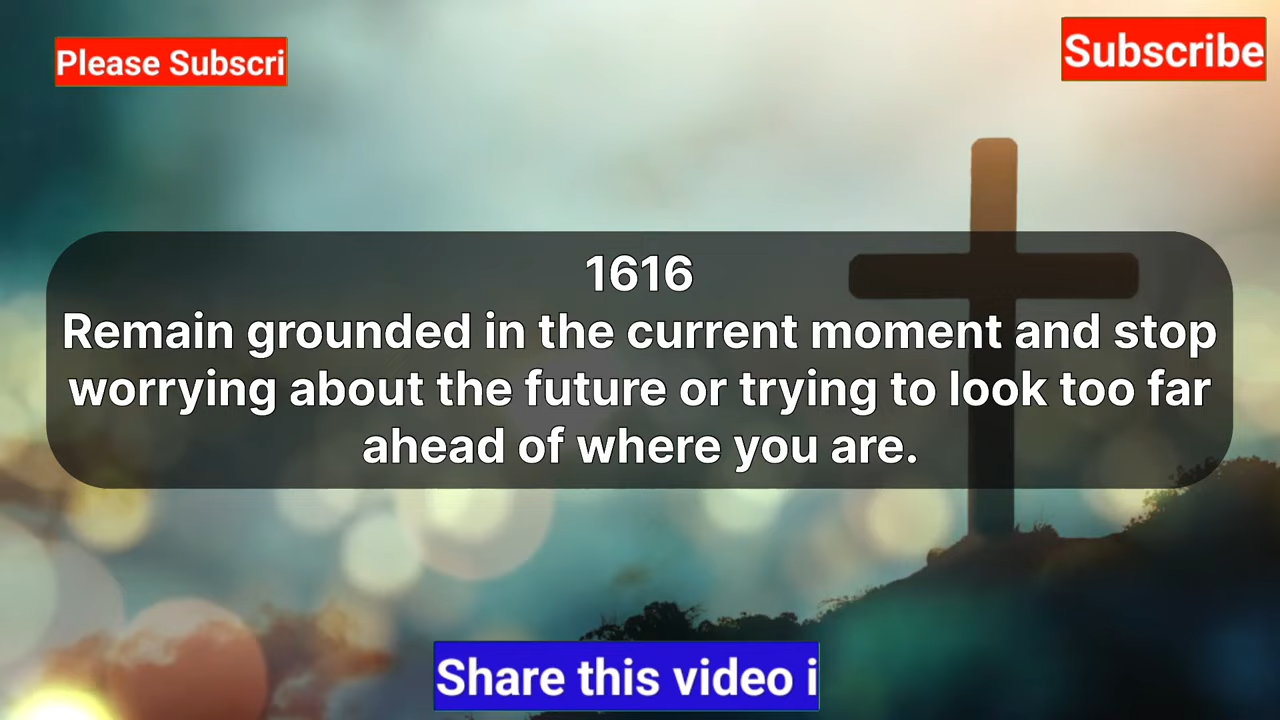 Please Subscri
Subscribe
1616
Remain grounded in the current moment and stop
worrying about the future or trying to look too far
ahead of where you are.
Share this video i